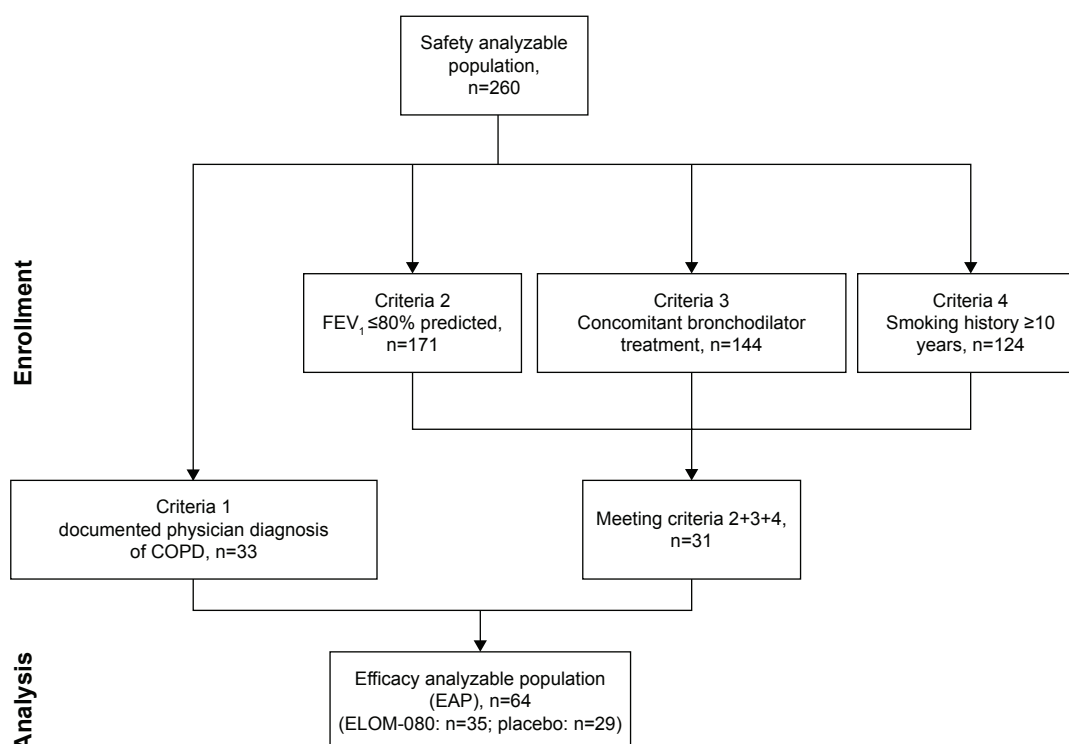 Safety analyzable
population,
n=260
Enrollment
Criteria 2
FEV1 ≤80% predicted,
n=171
Criteria 3
Concomitant bronchodilator
treatment, n=144
Criteria 4
Smoking history ≥10
years, n=124
Criteria 1
documented physician diagnosis
of COPD, n=33
Meeting criteria 2+3+4,
n=31
Analysis
Efficacy analyzable population
(EAP), n=64
(ELOM-080: n=35; placebo: n=29)